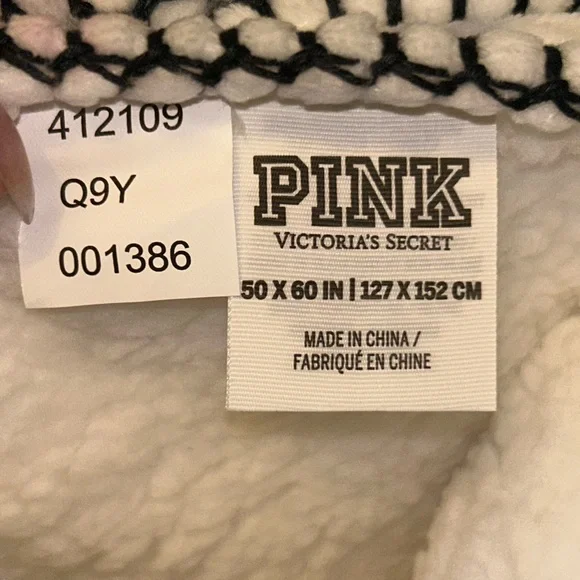 412109
Q9Y
001386
PINK
VICTORIA'S SECRET
50 X 60 IN | 127 X 152 CM
MADE IN CHINA /
FABRIQUÉ EN CHINE